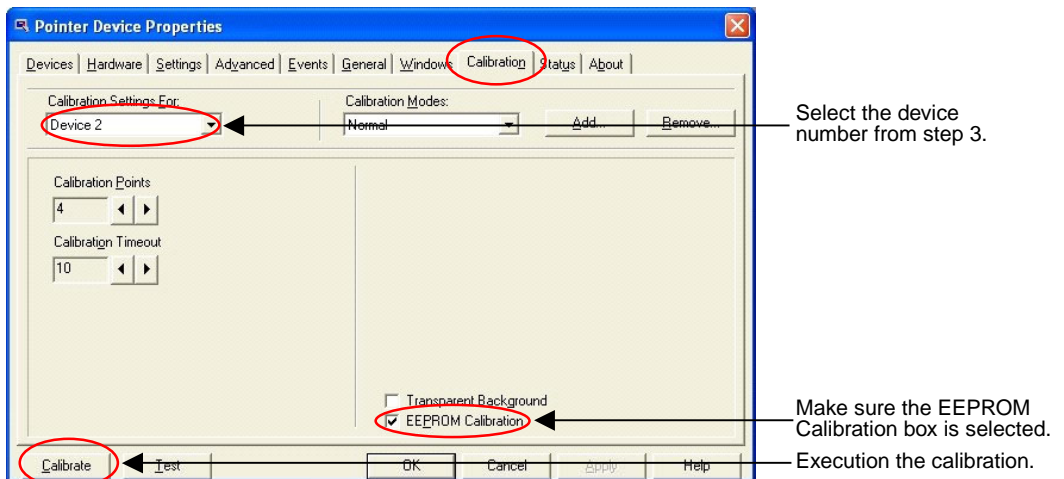 Pointer Device Properties
Devices Hardware Settings Advanced Events General Windows Calibration Status About
Calibration Settings For:
Device 2
Calibration Modes:
Normal
Add...
Remove...
Select the device
number from step 3.
Calibration Points
4
Calibration Timeout
10
Transparent Background
EEPROM Calibration
Make sure the EEPROM
Calibration box is selected.
Calibrate
Test
OK
Cancel
Apply
Help
Execution the calibration.